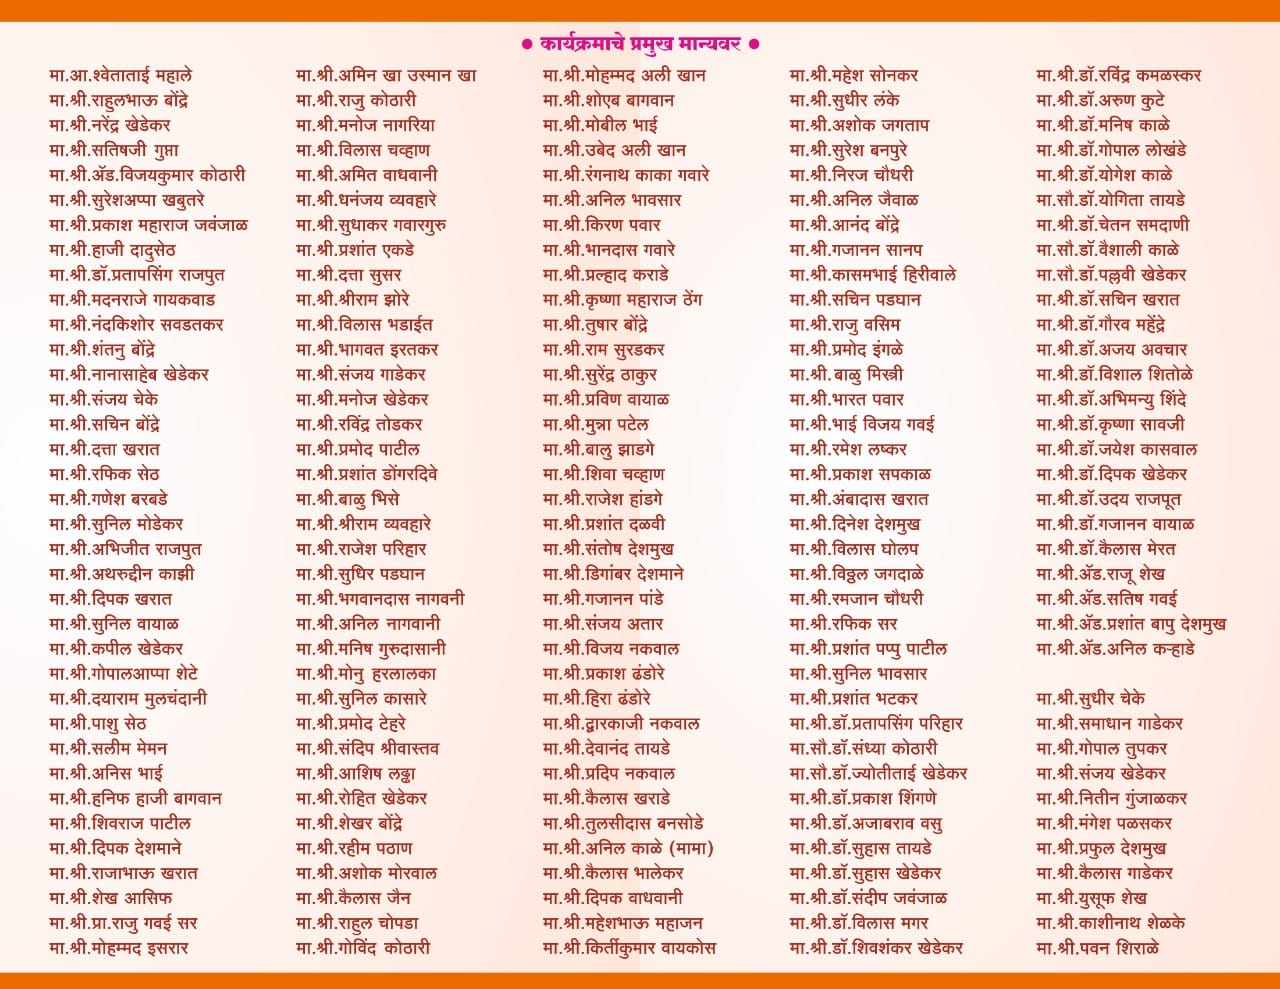 • कार्यक्रमाचे प्रमुख मान्यवर •
मा.आ.श्वेताताई महाले
मा.श्री.राहुलभाऊ बोंद्रे
मा.श्री.नरेंद्र खेडेकर
मा.श्री.सतिषजी गुप्ता
मा.श्री.ॲड.विजयकुमार कोठारी
मा.श्री.सुरेशअप्पा खबुतरे
मा.श्री.प्रकाश महाराज जवंजाळ
मा.श्री.हाजी दादुसेठ
मा.श्री.डॉ.प्रतापसिंग राजपुत
मा.श्री.मदनराजे गायकवाड
मा.श्री.नंदकिशोर सवडतकर
मा.श्री.शंतनु बोंद्रे
मा.श्री.नानासाहेब खेडेकर
मा.श्री.संजय चेके
मा.श्री.सचिन बोंद्रे
मा.श्री.दत्ता खरात
मा.श्री.रफिक सेठ
मा.श्री.गणेश बरबडे
मा.श्री.सुनिल मोडेकर
मा.श्री.अभिजीत राजपुत
मा.श्री.अथरुद्दीन काझी
मा.श्री.दिपक खरात
मा.श्री.सुनिल वायाळ
मा.श्री.कपील खेडेकर
मा.श्री.गोपालआप्पा शेटे
मा.श्री.दयाराम मुलचंदानी
मा.श्री.पाशु सेठ
मा.श्री.सलीम मेमन
मा.श्री.अनिस भाई
मा.श्री.हनिफ हाजी बागवान
मा.श्री.शिवराज पाटील
मा.श्री.दिपक देशमाने
मा.श्री.राजाभाऊ खरात
मा.श्री.शेख आसिफ
मा.श्री.प्रा.राजु गवई सर
मा.श्री.मोहम्मद इसरार
मा.श्री.अमिन खा उस्मान खा
मा.श्री.राजु कोठारी
मा.श्री.मनोज नागरिया
मा.श्री.विलास चव्हाण
मा.श्री.अमित वाधवानी
मा.श्री.धनंजय व्यवहारे
मा.श्री.सुधाकर गवारगुरु
मा.श्री.प्रशांत एकडे
मा.श्री.दत्ता सुसर
मा.श्री.श्रीराम झोरे
मा.श्री.विलास भडाईत
मा.श्री.भागवत इरतकर
मा.श्री.संजय गाडेकर
मा.श्री.मनोज खेडेकर
मा.श्री.रविंद्र तोडकर
मा.श्री.प्रमोद पाटील
मा.श्री.प्रशांत डोंगरदिवे
मा.श्री.बाळु भिसे
मा.श्री.श्रीराम व्यवहारे
मा.श्री.राजेश परिहार
मा.श्री.सुधिर पडघान
मा.श्री.भगवानदास नागवनी
मा.श्री.अनिल नागवानी
मा.श्री.मनिष गुरुदासानी
मा.श्री.मोनु हरलालका
मा.श्री.सुनिल कासारे
मा.श्री.प्रमोद टेहरे
मा.श्री.संदिप श्रीवास्तव
मा.श्री.आशिष लढ्ढा
मा.श्री.रोहित खेडेकर
मा.श्री.शेखर बोंद्रे
मा.श्री.रहीम पठाण
मा.श्री.अशोक मोरवाल
मा.श्री.कैलास जैन
मा.श्री.राहुल चोपडा
मा.श्री.गोविंद कोठारी
मा.श्री.मोहम्मद अली खान
मा.श्री.शोएब बागवान
मा.श्री.मोबील भाई
मा.श्री.उबेद अली खान
मा.श्री.रंगनाथ काका गवारे
मा.श्री.अनिल भावसार
मा.श्री.किरण पवार
मा.श्री.भानदास गवारे
मा.श्री.प्रल्हाद कराडे
मा.श्री.कृष्णा महाराज ठेंग
मा.श्री.तुषार बोंद्रे
मा.श्री.राम सुरडकर
मा.श्री.सुरेंद्र ठाकुर
मा.श्री.प्रविण वायाळ
मा.श्री.मुन्ना पटेल
मा.श्री.बालु झाडगे
मा.श्री.शिवा चव्हाण
मा.श्री.राजेश हांडगे
मा.श्री.प्रशांत दळवी
मा.श्री.संतोष देशमुख
मा.श्री.डिगांबर देशमाने
मा.श्री.गजानन पांडे
मा.श्री.संजय अतार
मा.श्री.विजय नकवाल
मा.श्री.प्रकाश ढंडोरे
मा.श्री.हिरा ढंडोरे
मा.श्री.द्वारकाजी नकवाल
मा.श्री.देवानंद तायडे
मा.श्री.प्रदिप नकवाल
मा.श्री.कैलास खराडे
मा.श्री.तुलसीदास बनसोडे
मा.श्री.अनिल काळे (मामा)
मा.श्री.कैलास भालेकर
मा.श्री.दिपक वाधवानी
मा.श्री.महेशभाऊ महाजन
मा.श्री.किर्तीकुमार वायकोस
मा.श्री.महेश सोनकर
मा.श्री.सुधीर लंके
मा.श्री.अशोक जगताप
मा.श्री.सुरेश बनपुरे
मा.श्री.निरज चौधरी
मा.श्री.अनिल जैवाळ
मा.श्री.आनंद बोंद्रे
मा.श्री.गजानन सानप
मा.श्री.कासमभाई हिरीवाले
मा.श्री.सचिन पडघान
मा.श्री.राजु वसिम
मा.श्री.प्रमोद इंगळे
मा.श्री.बाळु मिस्त्री
मा.श्री.भारत पवार
मा.श्री.भाई विजय गवई
मा.श्री.रमेश लष्कर
मा.श्री.प्रकाश सपकाळ
मा.श्री.अंबादास खरात
मा.श्री.दिनेश देशमुख
मा.श्री.विलास घोलप
मा.श्री.विठ्ठल जगदाळे
मा.श्री.रमजान चौधरी
मा.श्री.रफिक सर
मा.श्री.प्रशांत पप्पु पाटील
मा.श्री.सुनिल भावसार
मा.श्री.प्रशांत भटकर
मा.श्री.डॉ.प्रतापसिंग परिहार
मा.सौ.डॉ.संध्या कोठारी
मा.सौ.डॉ.ज्योतीताई खेडेकर
मा.श्री.डॉ.प्रकाश शिंगणे
मा.श्री.डॉ.अजाबराव वसु
मा.श्री.डॉ.सुहास तायडे
मा.श्री.डॉ.सुहास खेडेकर
मा.श्री.डॉ.संदीप जवंजाळ
मा.श्री.डॉ.विलास मगर
मा.श्री.डॉ.शिवशंकर खेडेकर
मा.श्री.डॉ.रविंद्र कमळस्कर
मा.श्री.डॉ.अरुण कुटे
मा.श्री.डॉ.मनिष काळे
मा.श्री.डॉ.गोपाल लोखंडे
मा.श्री.डॉ.योगेश काळे
मा.सौ.डॉ.योगिता तायडे
मा.श्री.डॉ.चेतन समदाणी
मा.सौ.डॉ.वैशाली काळे
मा.सौ.डॉ.पल्लवी खेडेकर
मा.श्री.डॉ.सचिन खरात
मा.श्री.डॉ.गौरव महेंद्रे
मा.श्री.डॉ.अजय अवचार
मा.श्री.डॉ.विशाल शितोळे
मा.श्री.डॉ.अभिमन्यु शिंदे
मा.श्री.डॉ.कृष्णा सावजी
मा.श्री.डॉ.जयेश कासवाल
मा.श्री.डॉ.दिपक खेडेकर
मा.श्री.डॉ.उदय राजपूत
मा.श्री.डॉ.गजानन वायाळ
मा.श्री.डॉ.कैलास मेरत
मा.श्री.ॲड.राजू शेख
मा.श्री.ॲड.सतिष गवई
मा.श्री.ॲड.प्रशांत बापु देशमुख
मा.श्री.ॲड.अनिल कऱ्हाडे
मा.श्री.सुधीर चेके
मा.श्री.समाधान गाडेकर
मा.श्री.गोपाल तुपकर
मा.श्री.संजय खेडेकर
मा.श्री.नितीन गुंजाळकर
मा.श्री.मंगेश पळसकर
मा.श्री.प्रफुल देशमुख
मा.श्री.कैलास गाडेकर
मा.श्री.युसूफ शेख
मा.श्री.काशीनाथ शेळके
मा.श्री.पवन शिराळे